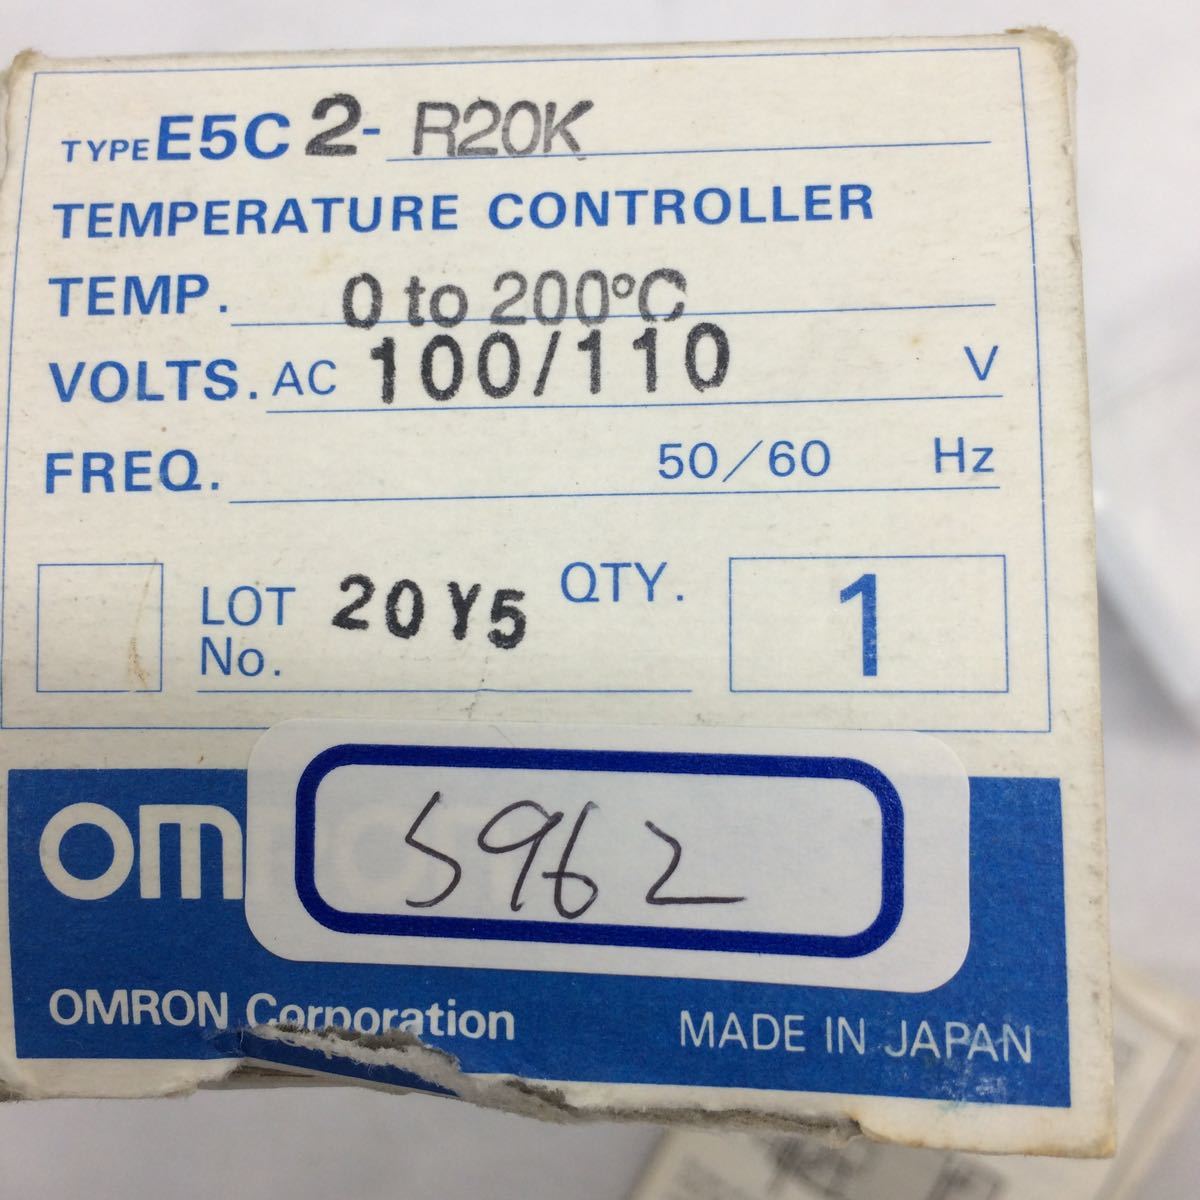 TYPE E5C 2- R20K
TEMPERATURE CONTROLLER
TEMP. 0 to 200°C
VOLTS. AC 100/110 V
FREQ. 50/60 Hz
LOT No. 20Y5 QTY. 1
5962
OMRON Corporation
MADE IN JAPAN